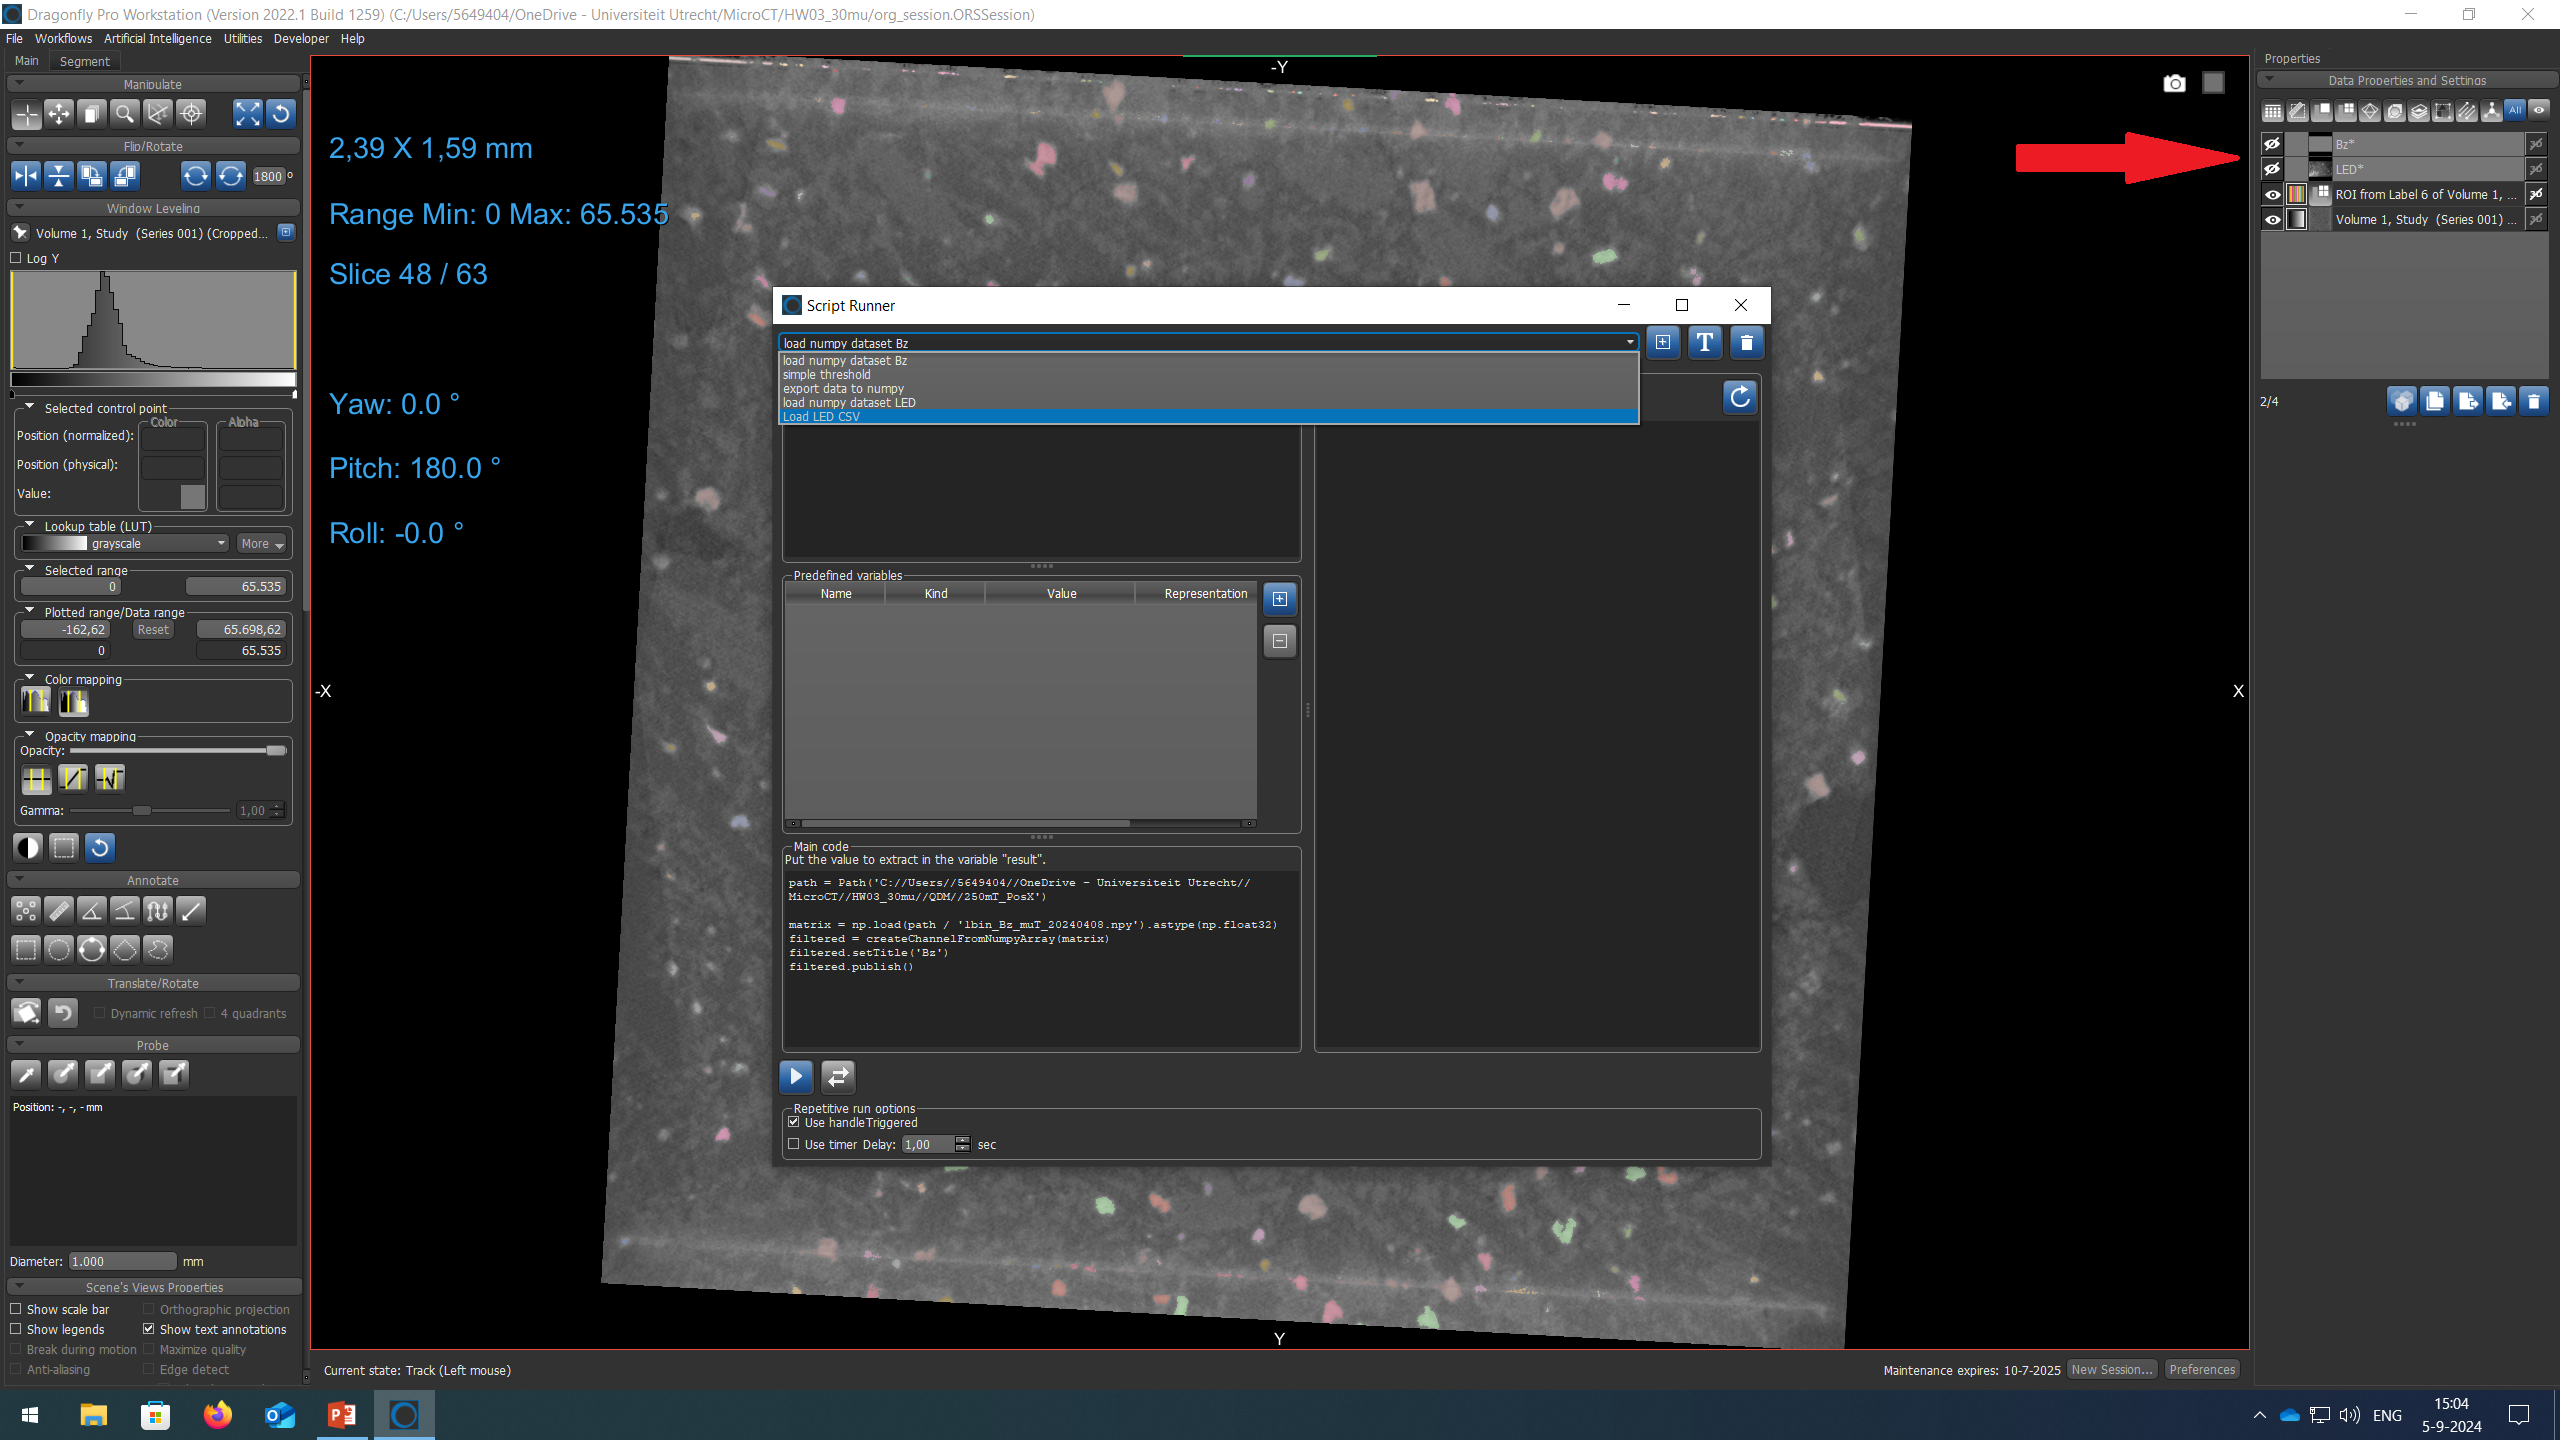 Dragonfly Pro Workstation (Version 2022.1 Build 1259) (C:/Users/5649404/OneDrive - Universiteit Utrecht/MicroCT/HW03_30mu/org_session.ORSSession)
File Workflows Artificial Intelligence Utilities Developer Help
Main Segment
Manipulate
Flip/Rotate
1800 °
Window Leveling
Volume 1, Study (Series 001) (Cropped...
Log Y
Selected control point
Color Alpha
Position (normalized):
Position (physical):
Value:
Lookup table (LUT)
grayscale More
Selected range
0 65.535
Plotted range/Data range
-162,62 Reset 65.698,62
0 65.535
Color mapping
Opacity mapping
Opacity:
Gamma: 1,00
Annotate
Translate/Rotate
Dynamic refresh 4 quadrants
Probe
Position: -, -, - mm
Diameter: 1.000 mm
Scene's Views Properties
Show scale bar Orthographic projection
Show legends Show text annotations
Break during motion Maximize quality
Anti-aliasing Edge detect
-Y
2,39 X 1,59 mm
Range Min: 0 Max: 65.535
Slice 48 / 63
Yaw: 0.0 °
Pitch: 180.0 °
Roll: -0.0 °
-X
X
Y
Script Runner
load numpy dataset Bz
load numpy dataset Bz
simple threshold
export data to numpy
load numpy dataset LED
Load LED CSV
T
Predefined variables
Name Kind Value Representation
Main code
Put the value to extract in the variable "result".
path = Path('C://Users//5649404//OneDrive - Universiteit Utrecht//
MicroCT//HW03_30mu//QDM//250mT_PosX')
matrix = np.load(path / 'lbin_Bz_muT_20240408.npy').astype(np.float32)
filtered = createChannelFromNumpyArray(matrix)
filtered.setTitle('Bz')
filtered.publish()
Repetitive run options
Use handleTriggered
Use timer Delay: 1,00 sec
Current state: Track (Left mouse)
Maintenance expires: 10-7-2025 New Session... Preferences
Properties
Data Properties and Settings
All
Bz*
LED*
ROI from Label 6 of Volume 1, ...
Volume 1, Study (Series 001) ...
2/4
ENG
15:04
5-9-2024